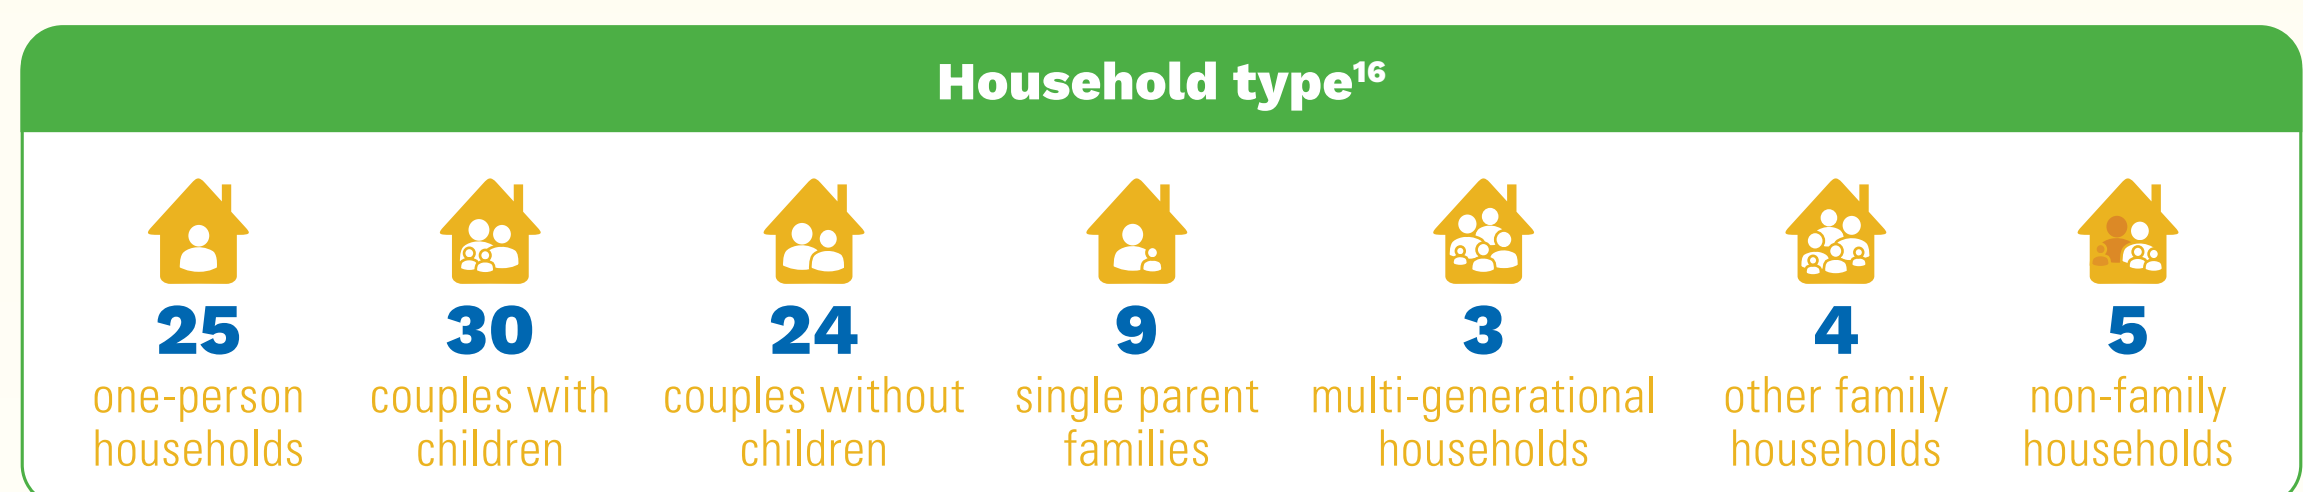 Household type¹⁶
25
one-person
households
30
couples with
children
24
couples without
children
9
single parent
families
3
multi-generational
households
4
other family
households
5
non-family
households